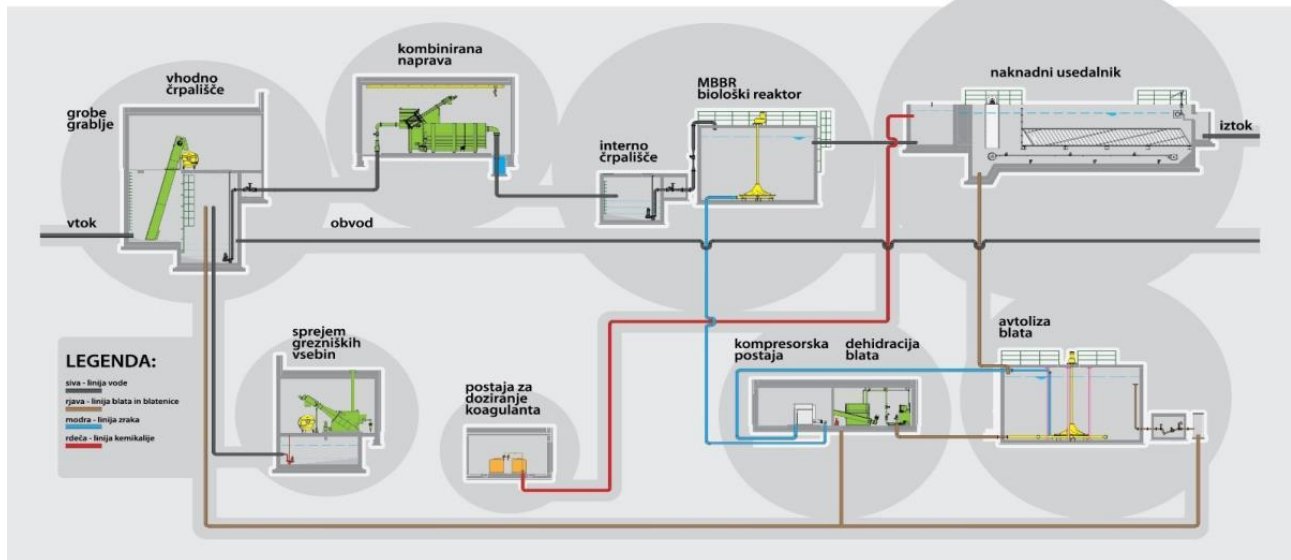 vhodno
črpališče
grobe
grablje
kombinirana
naprava
MBBR
biološki reaktor
naknadni usedalnik
interno
črpališče
iztok
vtok
obvod
sprejem
grezniških
vsebin
postaja za
doziranje
koagulanta
kompresorska
postaja
dehidracija
blata
avtoliza
blata
LEGENDA:
siva - linija vode
rjava - linija blata in blatenice
modra - linija zraka
rdeča - linija kemikalije